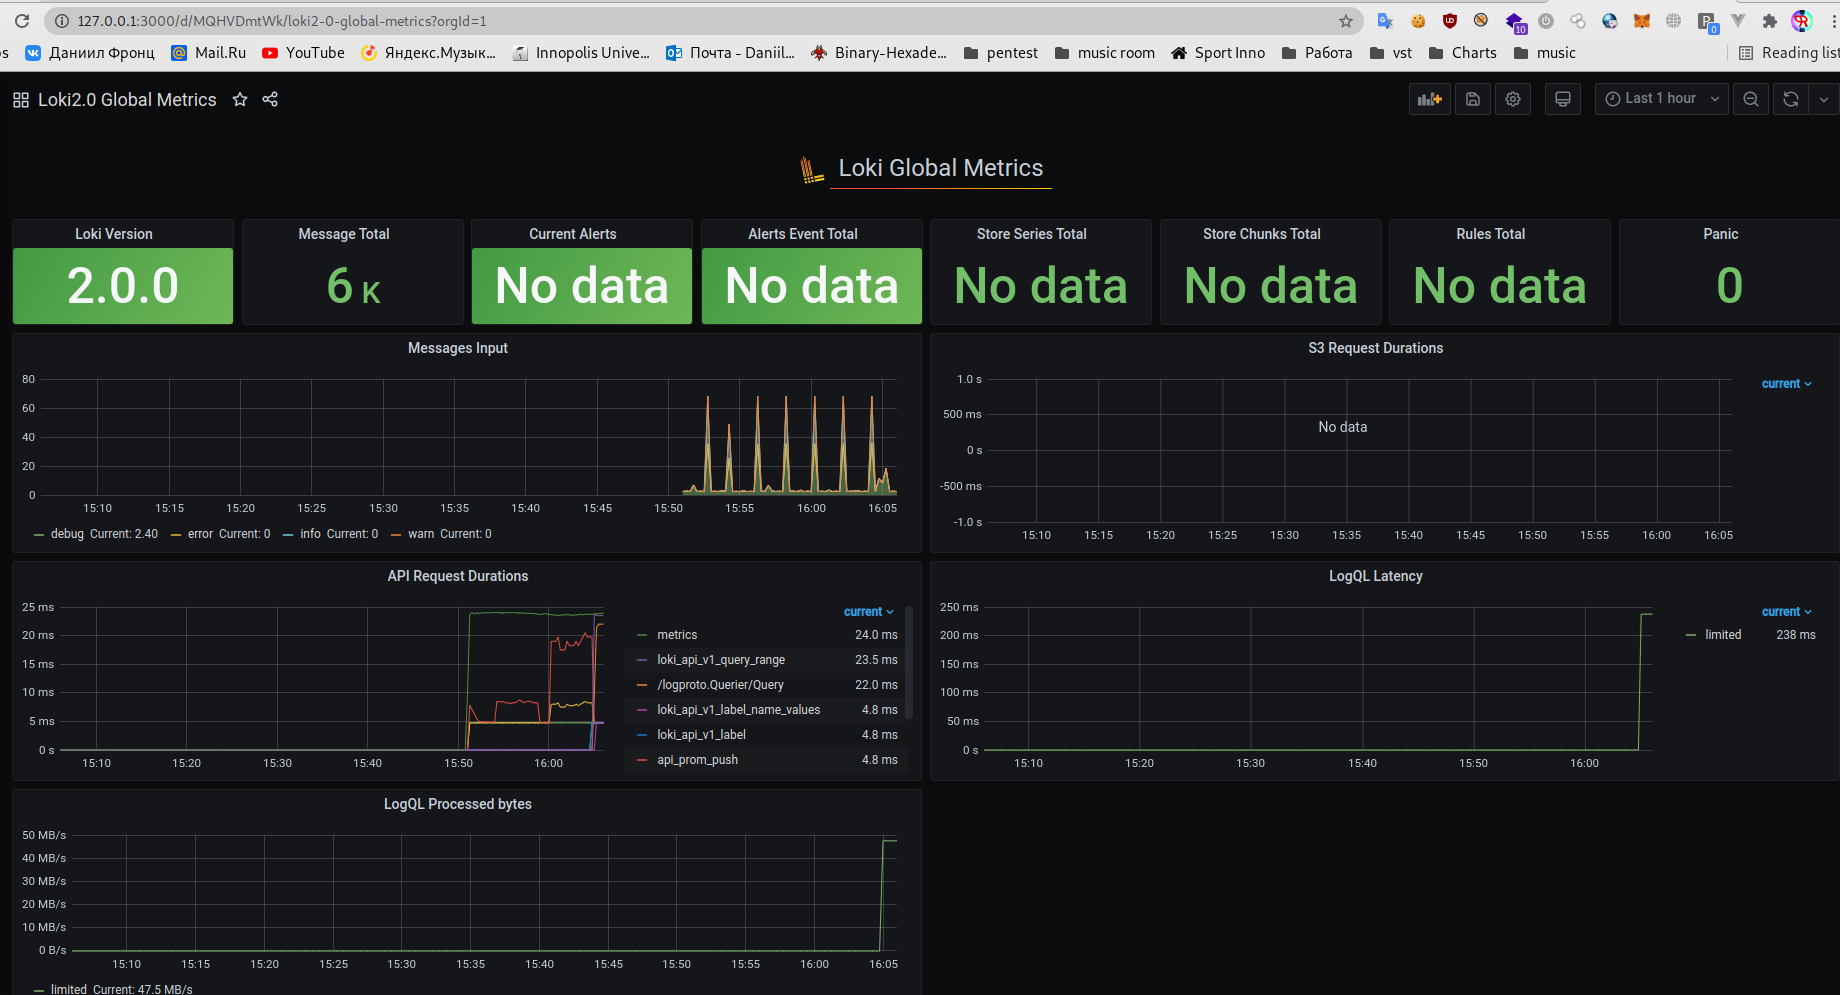 127.0.0.1:3000/d/MQHVDmtWk/loki2-0-global-metrics?orgId=1
10
0
Даниил Фронц Mail.Ru YouTube Яндекс.Музык... Innopolis Unive... Почта - Daniil... Binary-Hexade... pentest music room Sport Inno Работа vst Charts music Reading list
Loki2.0 Global Metrics
Last 1 hour
Loki Global Metrics
Loki Version Message Total Current Alerts Alerts Event Total Store Series Total Store Chunks Total Rules Total Panic
2.0.0 6 K No data No data No data No data No data 0
Messages Input
80
60
40
20
0
15:10 15:15 15:20 15:25 15:30 15:35 15:40 15:45 15:50 15:55 16:00 16:05
debug Current: 2.40 error Current: 0 info Current: 0 warn Current: 0
S3 Request Durations
current
1.0 s
500 ms
No data
0 s
-500 ms
-1.0 s
15:10 15:15 15:20 15:25 15:30 15:35 15:40 15:45 15:50 15:55 16:00 16:05
API Request Durations
25 ms
20 ms
15 ms
10 ms
5 ms
0 s
15:10 15:20 15:30 15:40 15:50 16:00
current
metrics 24.0 ms
loki_api_v1_query_range 23.5 ms
/logproto.Querier/Query 22.0 ms
loki_api_v1_label_name_values 4.8 ms
loki_api_v1_label 4.8 ms
api_prom_push 4.8 ms
LogQL Latency
250 ms
200 ms
150 ms
100 ms
50 ms
0 s
15:10 15:20 15:30 15:40 15:50 16:00
current
limited 238 ms
LogQL Processed bytes
50 MB/s
40 MB/s
30 MB/s
20 MB/s
10 MB/s
0 B/s
15:10 15:15 15:20 15:25 15:30 15:35 15:40 15:45 15:50 15:55 16:00 16:05
limited Current: 47.5 MB/s